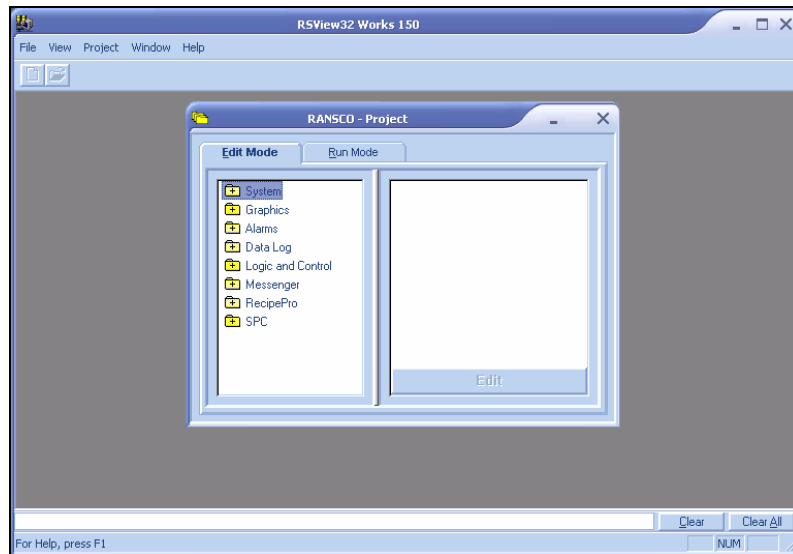 RSView32 Works 150
File View Project Window Help
RANSCO - Project
Edit Mode Run Mode
System
Graphics
Alarms
Data Log
Logic and Control
Messenger
RecipePro
SPC
Edit
Clear Clear All
For Help, press F1 NUM